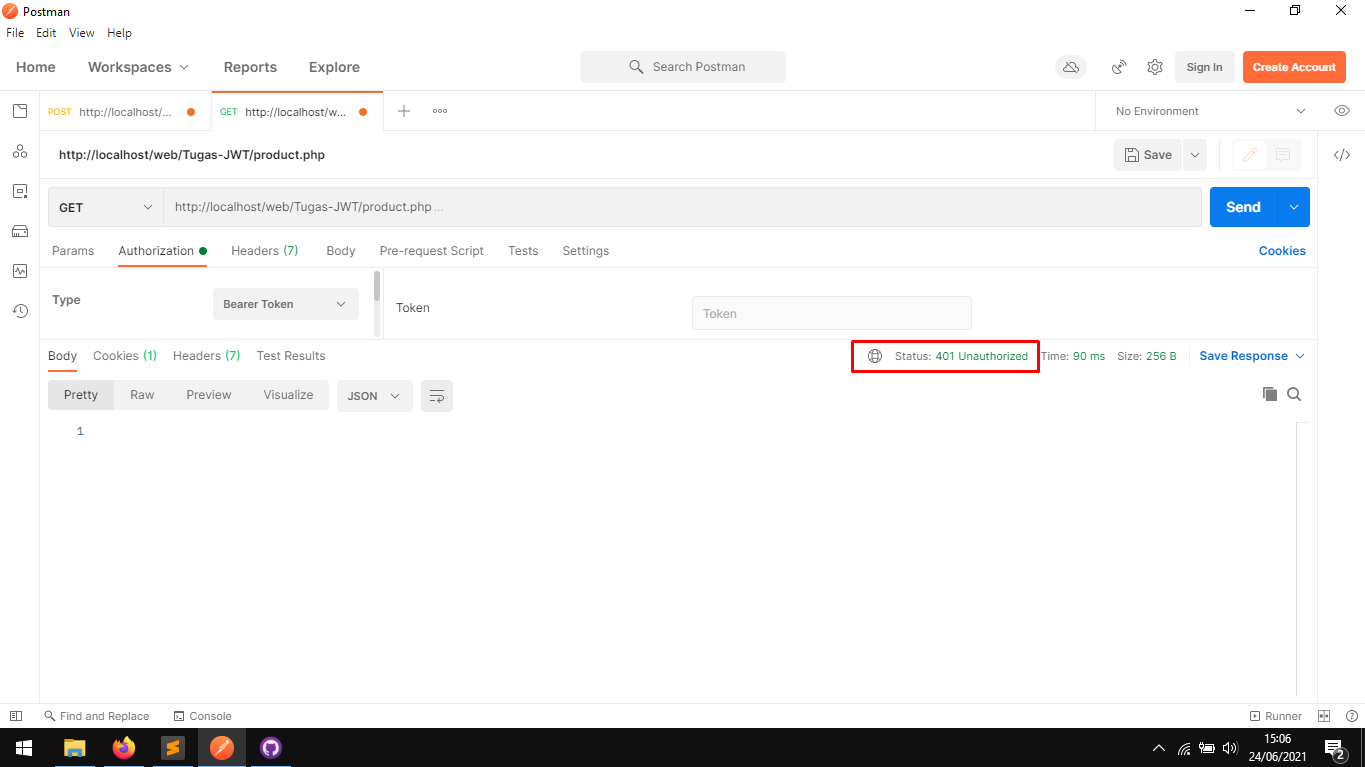 Postman
File Edit View Help
Home Workspaces Reports Explore Search Postman Sign In Create Account
POST http://localhost/... GET http://localhost/w... No Environment
http://localhost/web/Tugas-JWT/product.php Save
GET http://localhost/web/Tugas-JWT/product.php ... Send
Params Authorization Headers (7) Body Pre-request Script Tests Settings Cookies
Type Bearer Token Token Token
Body Cookies (1) Headers (7) Test Results Status: 401 Unauthorized Time: 90 ms Size: 256 B Save Response
Pretty Raw Preview Visualize JSON
1
Find and Replace Console Runner
15:06
24/06/2021
2